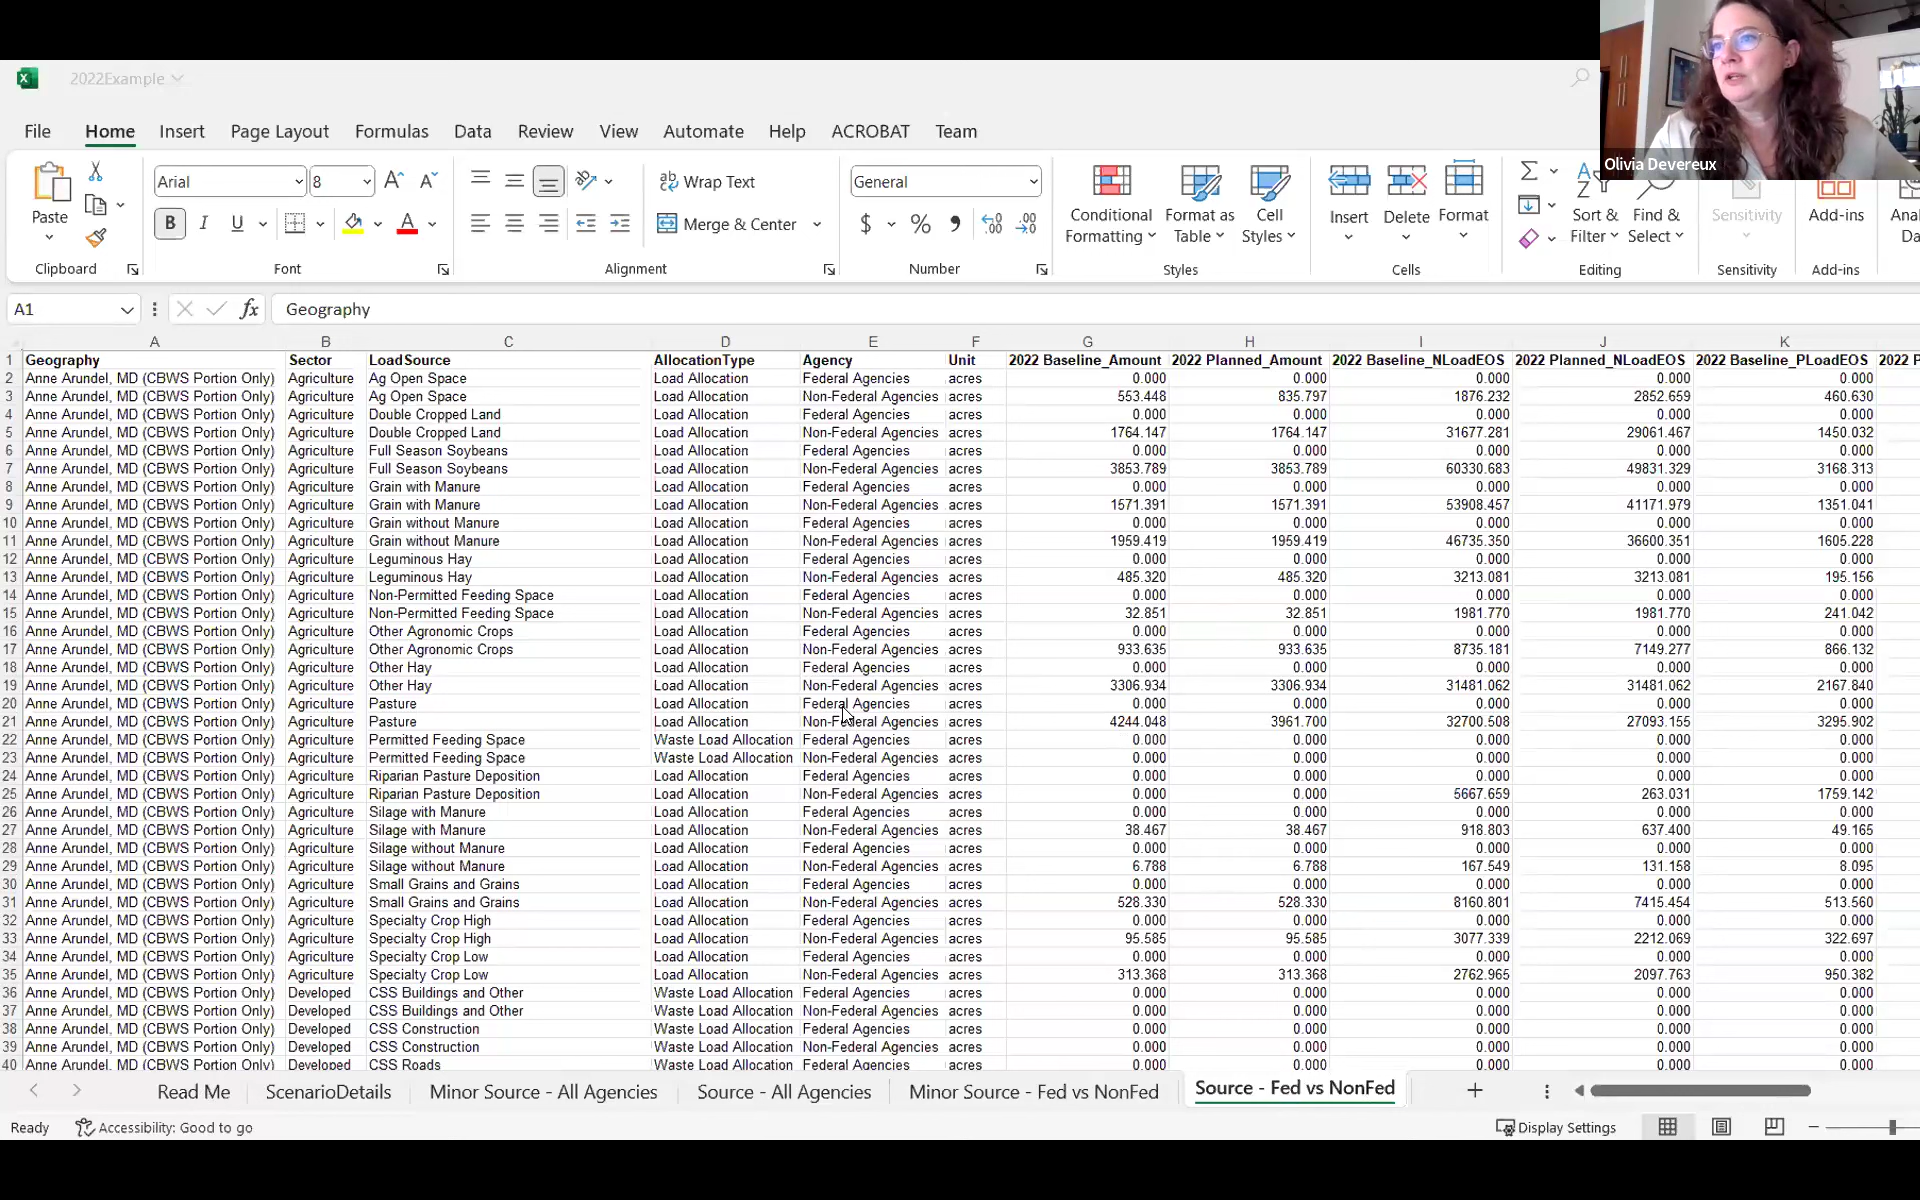 2022Example
File Home Insert Page Layout Formulas Data Review View Automate Help ACROBAT Team
Olivia Devereux
Paste
Clipboard
Arial 8
B I U
Font
Wrap Text
Merge & Center
Alignment
General
$ %
Number
Conditional Formatting
Format as Table
Cell Styles
Styles
Insert Delete Format
Cells
Sort & Filter
Find & Select
Editing
Sensitivity
Sensitivity
Add-ins
Add-ins
A1 fx Geography
A B C D E F G H I J K
1 Geography Sector LoadSource AllocationType Agency Unit 2022 Baseline_Amount 2022 Planned_Amount 2022 Baseline_NLoadEOS 2022 Planned_NLoadEOS 2022 Baseline_PLoadEOS 2022 P
2 Anne Arundel, MD (CBWS Portion Only) Agriculture Ag Open Space Load Allocation Federal Agencies acres 0.000 0.000 0.000 0.000 0.000
3 Anne Arundel, MD (CBWS Portion Only) Agriculture Ag Open Space Load Allocation Non-Federal Agencies acres 553.448 835.797 1876.232 2852.659 460.630
4 Anne Arundel, MD (CBWS Portion Only) Agriculture Double Cropped Land Load Allocation Federal Agencies acres 0.000 0.000 0.000 0.000 0.000
5 Anne Arundel, MD (CBWS Portion Only) Agriculture Double Cropped Land Load Allocation Non-Federal Agencies acres 1764.147 1764.147 31677.281 29061.467 1450.032
6 Anne Arundel, MD (CBWS Portion Only) Agriculture Full Season Soybeans Load Allocation Federal Agencies acres 0.000 0.000 0.000 0.000 0.000
7 Anne Arundel, MD (CBWS Portion Only) Agriculture Full Season Soybeans Load Allocation Non-Federal Agencies acres 3853.789 3853.789 60330.683 49831.329 3168.313
8 Anne Arundel, MD (CBWS Portion Only) Agriculture Grain with Manure Load Allocation Federal Agencies acres 0.000 0.000 0.000 0.000 0.000
9 Anne Arundel, MD (CBWS Portion Only) Agriculture Grain with Manure Load Allocation Non-Federal Agencies acres 1571.391 1571.391 53908.457 41171.979 1351.041
10 Anne Arundel, MD (CBWS Portion Only) Agriculture Grain without Manure Load Allocation Federal Agencies acres 0.000 0.000 0.000 0.000 0.000
11 Anne Arundel, MD (CBWS Portion Only) Agriculture Grain without Manure Load Allocation Non-Federal Agencies acres 1959.419 1959.419 46735.350 36600.351 1605.228
12 Anne Arundel, MD (CBWS Portion Only) Agriculture Leguminous Hay Load Allocation Federal Agencies acres 0.000 0.000 0.000 0.000 0.000
13 Anne Arundel, MD (CBWS Portion Only) Agriculture Leguminous Hay Load Allocation Non-Federal Agencies acres 485.320 485.320 3213.081 3213.081 195.156
14 Anne Arundel, MD (CBWS Portion Only) Agriculture Non-Permitted Feeding Space Load Allocation Federal Agencies acres 0.000 0.000 0.000 0.000 0.000
15 Anne Arundel, MD (CBWS Portion Only) Agriculture Non-Permitted Feeding Space Load Allocation Non-Federal Agencies acres 32.851 32.851 1981.770 1981.770 241.042
16 Anne Arundel, MD (CBWS Portion Only) Agriculture Other Agronomic Crops Load Allocation Federal Agencies acres 0.000 0.000 0.000 0.000 0.000
17 Anne Arundel, MD (CBWS Portion Only) Agriculture Other Agronomic Crops Load Allocation Non-Federal Agencies acres 933.635 933.635 8735.181 7149.277 866.132
18 Anne Arundel, MD (CBWS Portion Only) Agriculture Other Hay Load Allocation Federal Agencies acres 0.000 0.000 0.000 0.000 0.000
19 Anne Arundel, MD (CBWS Portion Only) Agriculture Other Hay Load Allocation Non-Federal Agencies acres 3306.934 3306.934 31481.062 31481.062 2167.840
20 Anne Arundel, MD (CBWS Portion Only) Agriculture Pasture Load Allocation Federal Agencies acres 0.000 0.000 0.000 0.000 0.000
21 Anne Arundel, MD (CBWS Portion Only) Agriculture Pasture Load Allocation Non-Federal Agencies acres 4244.048 3961.700 32700.508 27093.155 3295.902
22 Anne Arundel, MD (CBWS Portion Only) Agriculture Permitted Feeding Space Waste Load Allocation Federal Agencies acres 0.000 0.000 0.000 0.000 0.000
23 Anne Arundel, MD (CBWS Portion Only) Agriculture Permitted Feeding Space Waste Load Allocation Non-Federal Agencies acres 0.000 0.000 0.000 0.000 0.000
24 Anne Arundel, MD (CBWS Portion Only) Agriculture Riparian Pasture Deposition Load Allocation Federal Agencies acres 0.000 0.000 0.000 0.000 0.000
25 Anne Arundel, MD (CBWS Portion Only) Agriculture Riparian Pasture Deposition Load Allocation Non-Federal Agencies acres 0.000 0.000 5667.659 263.031 1759.142
26 Anne Arundel, MD (CBWS Portion Only) Agriculture Silage with Manure Load Allocation Federal Agencies acres 0.000 0.000 0.000 0.000 0.000
27 Anne Arundel, MD (CBWS Portion Only) Agriculture Silage with Manure Load Allocation Non-Federal Agencies acres 38.467 38.467 918.803 637.400 49.165
28 Anne Arundel, MD (CBWS Portion Only) Agriculture Silage without Manure Load Allocation Federal Agencies acres 0.000 0.000 0.000 0.000 0.000
29 Anne Arundel, MD (CBWS Portion Only) Agriculture Silage without Manure Load Allocation Non-Federal Agencies acres 6.788 6.788 167.549 131.158 8.095
30 Anne Arundel, MD (CBWS Portion Only) Agriculture Small Grains and Grains Load Allocation Federal Agencies acres 0.000 0.000 0.000 0.000 0.000
31 Anne Arundel, MD (CBWS Portion Only) Agriculture Small Grains and Grains Load Allocation Non-Federal Agencies acres 528.330 528.330 8160.801 7415.454 513.560
32 Anne Arundel, MD (CBWS Portion Only) Agriculture Specialty Crop High Load Allocation Federal Agencies acres 0.000 0.000 0.000 0.000 0.000
33 Anne Arundel, MD (CBWS Portion Only) Agriculture Specialty Crop High Load Allocation Non-Federal Agencies acres 95.585 95.585 3077.339 2212.069 322.697
34 Anne Arundel, MD (CBWS Portion Only) Agriculture Specialty Crop Low Load Allocation Federal Agencies acres 0.000 0.000 0.000 0.000 0.000
35 Anne Arundel, MD (CBWS Portion Only) Agriculture Specialty Crop Low Load Allocation Non-Federal Agencies acres 313.368 313.368 2762.965 2097.763 950.382
36 Anne Arundel, MD (CBWS Portion Only) Developed CSS Buildings and Other Waste Load Allocation Federal Agencies acres 0.000 0.000 0.000 0.000 0.000
37 Anne Arundel, MD (CBWS Portion Only) Developed CSS Buildings and Other Waste Load Allocation Non-Federal Agencies acres 0.000 0.000 0.000 0.000 0.000
38 Anne Arundel, MD (CBWS Portion Only) Developed CSS Construction Waste Load Allocation Federal Agencies acres 0.000 0.000 0.000 0.000 0.000
39 Anne Arundel, MD (CBWS Portion Only) Developed CSS Construction Waste Load Allocation Non-Federal Agencies acres 0.000 0.000 0.000 0.000 0.000
40 Anne Arundel, MD (CBWS Portion Only) Developed CSS Roads Waste Load Allocation Federal Agencies acres 0.000 0.000 0.000 0.000 0.000
Read Me ScenarioDetails Minor Source - All Agencies Source - All Agencies Minor Source - Fed vs NonFed Source - Fed vs NonFed
Ready Accessibility: Good to go Display Settings